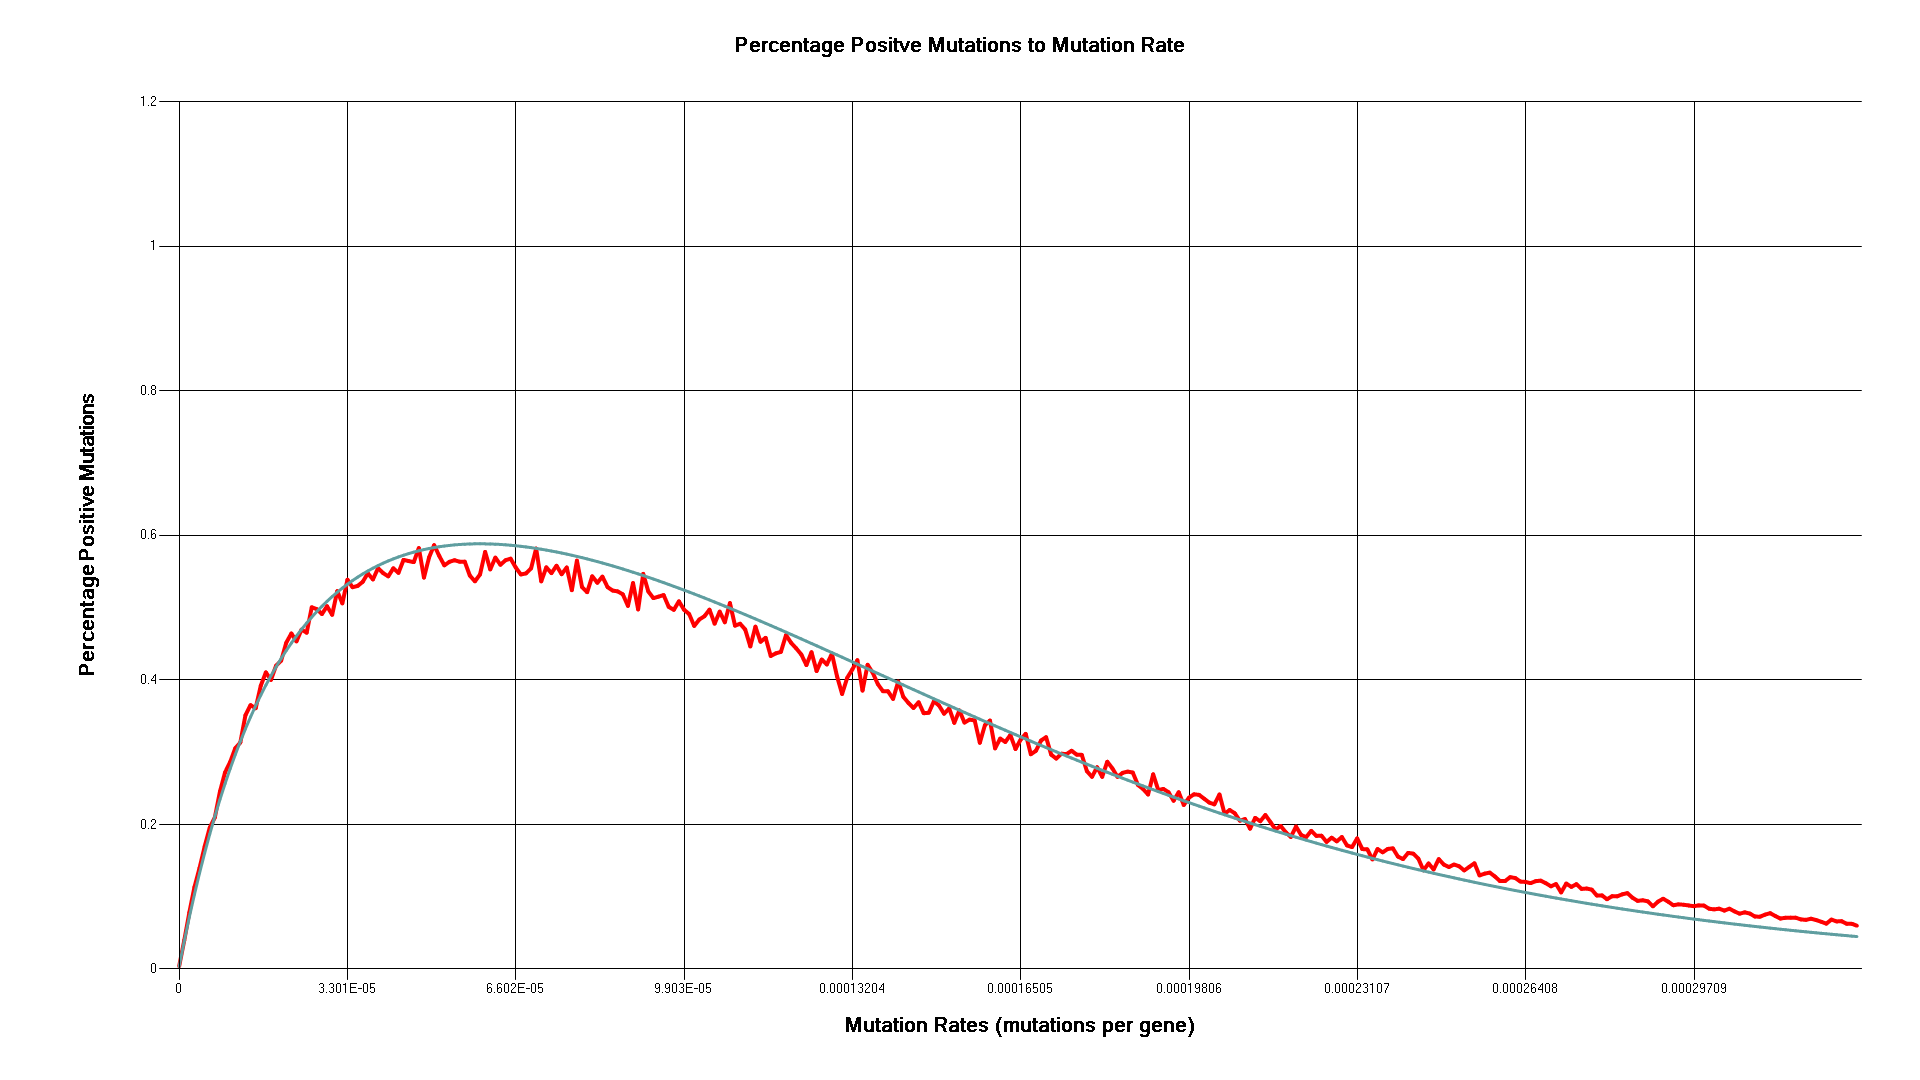 Percentage Positve Mutations to Mutation Rate
1.2
1
0.8
0.6
0.4
0.2
0
Percentage Positive Mutations
0 3.301E-05 6.602E-05 9.903E-05 0.00013204 0.00016505 0.00019806 0.00023107 0.00026408 0.00029709
Mutation Rates (mutations per gene)